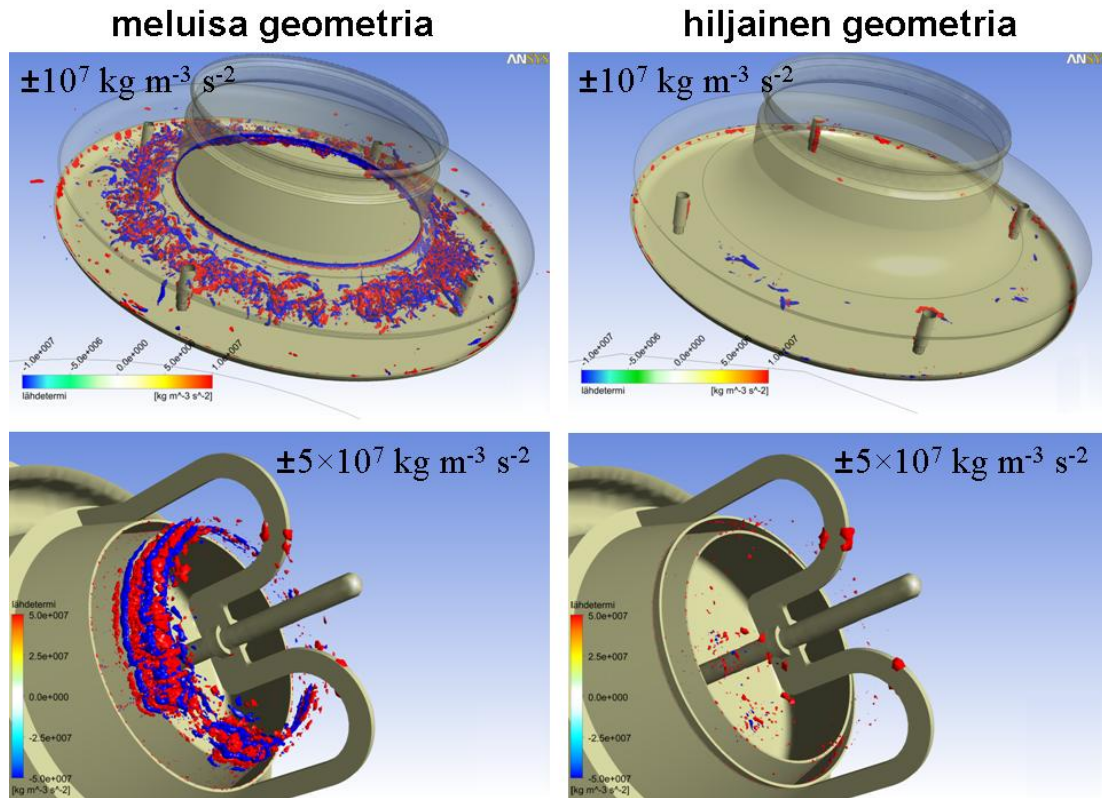 meluisa geometria
hiljainen geometria
±10⁷ kg m⁻³ s⁻²
ANSYS
-1.0e+007
-5.0e+006
0.0e+000
5.0e+006
1.0e+007
lähdetermi
[kg m^-3 s^-2]
±10⁷ kg m⁻³ s⁻²
-1.0e+007
-5.0e+006
0.0e+000
5.0e+006
1.0e+007
lähdetermi
[kg m^-3 s^-2]
±5×10⁷ kg m⁻³ s⁻²
lähdetermi
5.0e+007
2.5e+007
0.0e+000
-2.5e+007
-5.0e+007
[kg m^-3 s^-2]
±5×10⁷ kg m⁻³ s⁻²
lähdetermi
5.0e+007
2.5e+007
0.0e+000
-2.5e+007
-5.0e+007
[kg m^-3 s^-2]